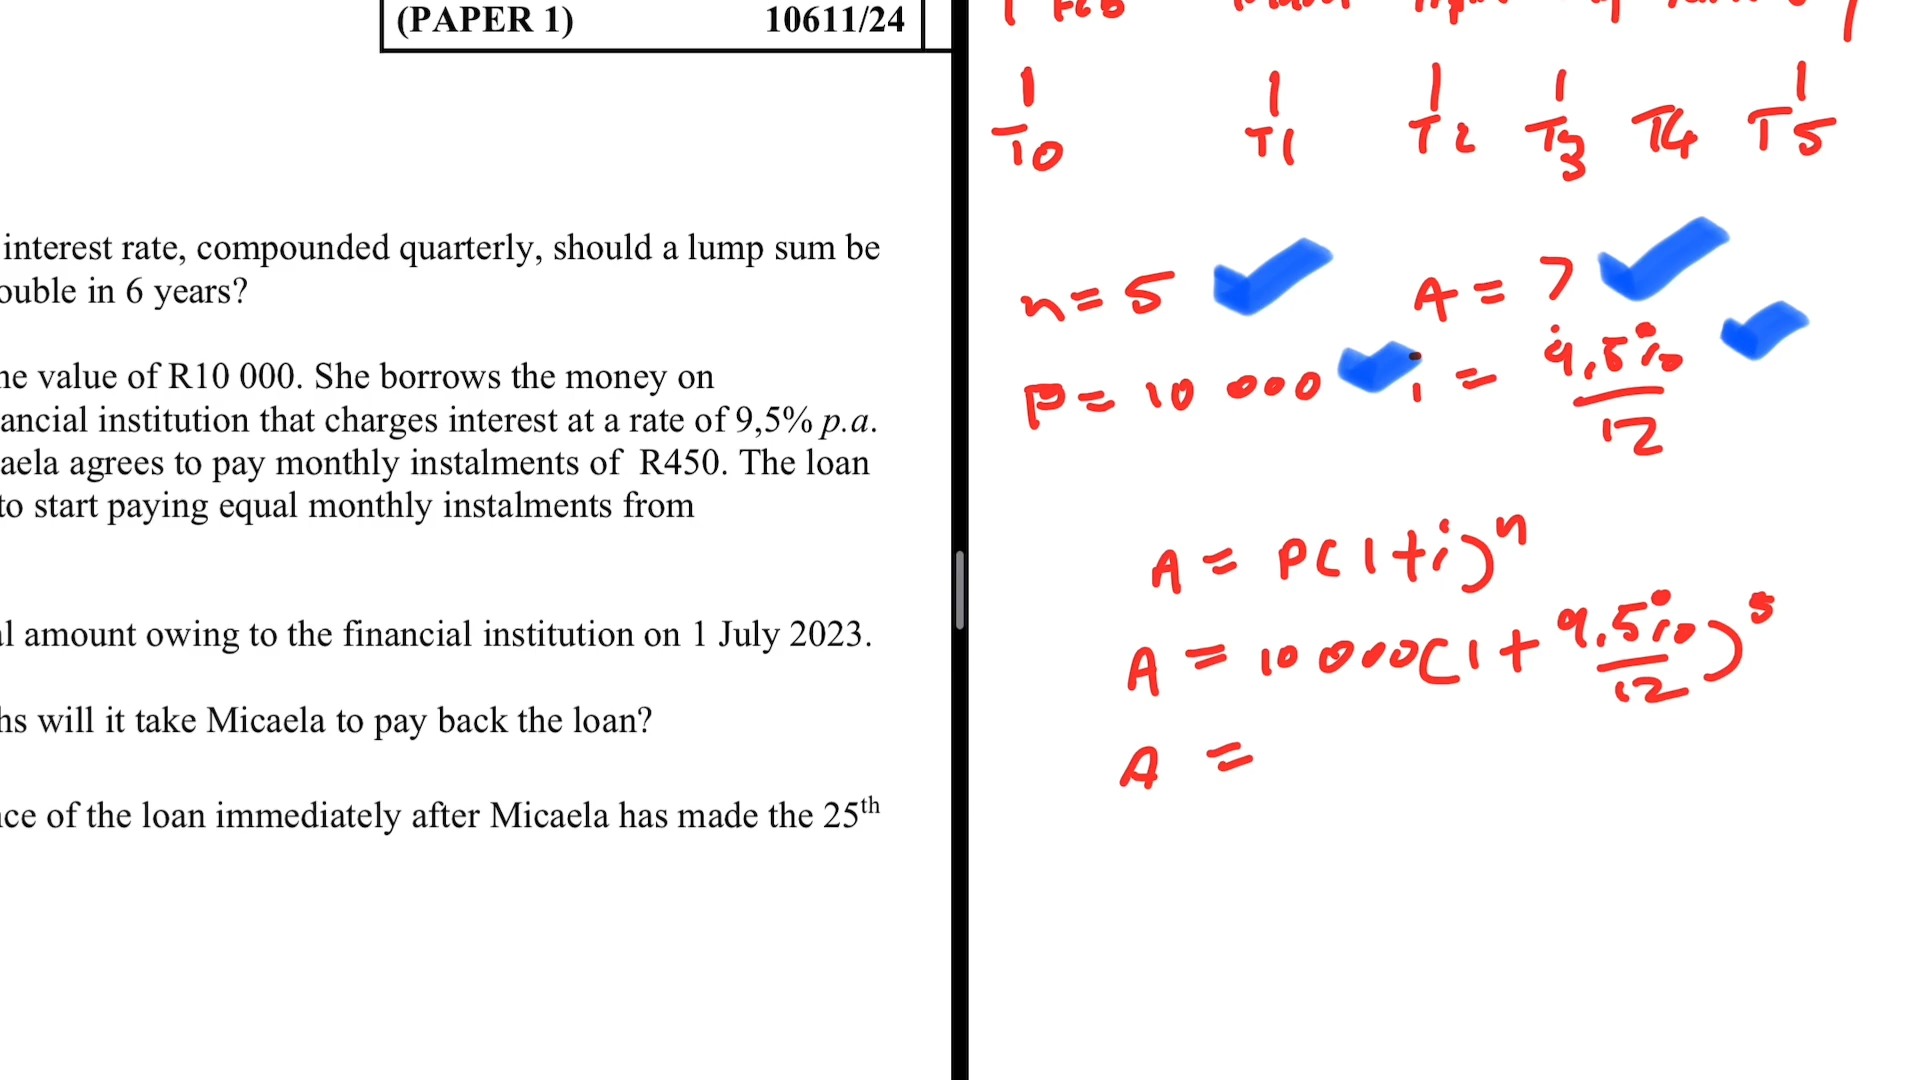 (PAPER 1) 10611/24
interest rate, compounded quarterly, should a lump sum be
ouble in 6 years?
ne value of R10 000. She borrows the money on
ancial institution that charges interest at a rate of 9,5% p.a.
aela agrees to pay monthly instalments of R450. The loan
to start paying equal monthly instalments from
al amount owing to the financial institution on 1 July 2023.
hs will it take Micaela to pay back the loan?
ce of the loan immediately after Micaela has made the 25th
T0 T1 T2 T3 T4 T5
n = 5 A = ?
P = 10 000 i = 9,5% / 12
A = P(1+i)^n
A = 10 000(1 + 9,5%/12)^5
A =